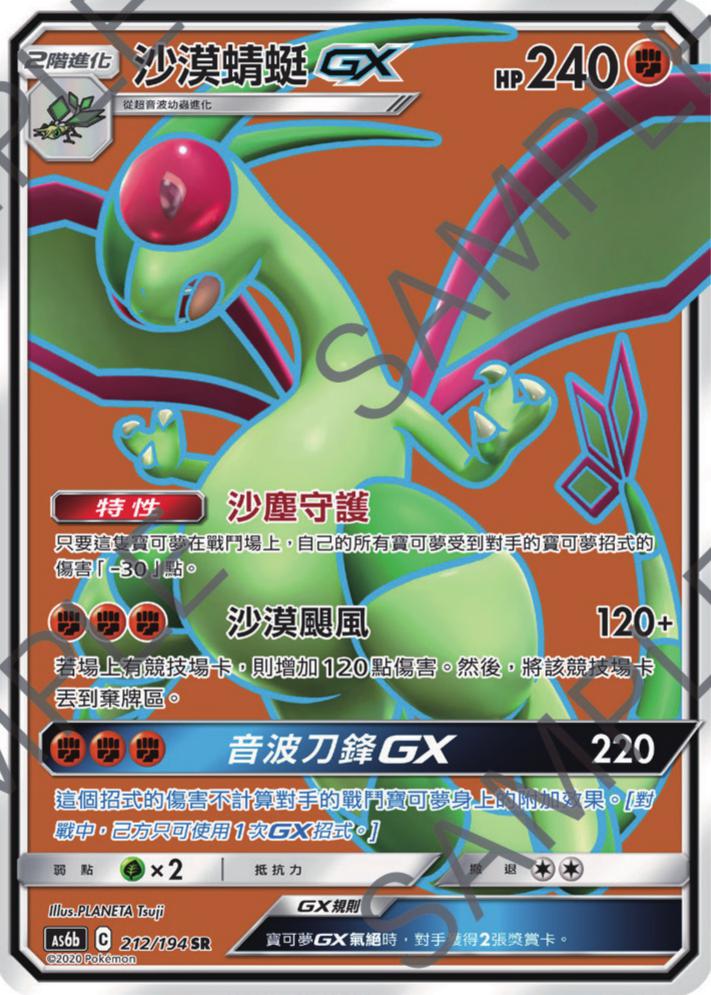 2階進化 沙漠蜻蜓GX HP240
從超音波幼蟲進化
特性 沙塵守護
只要這隻寶可夢在戰鬥場上，自己的所有寶可夢受到對手的寶可夢招式的
傷害「-30」點。
沙漠颶風 120+
若場上有競技場卡，則增加120點傷害。然後，將該競技場卡
丟到棄牌區。
音波刀鋒GX 220
這個招式的傷害不計算對手的戰鬥寶可夢身上的附加效果。[對
戰中，己方只可使用1次GX招式。]
弱點 ×2 抵抗力 撤退
Illus.PLANETA Tsuji GX規則
AS6b C 212/194 SR 寶可夢GX氣絕時，對手獲得2張獎賞卡。
©2020 Pokémon
SAMPLE
SAMPLE
SAMPLE